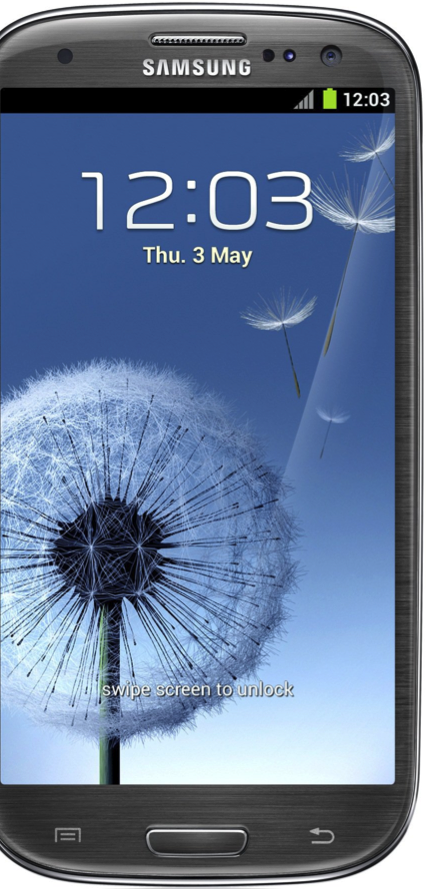 SAMSUNG
12:03
12:03
Thu. 3 May
swipe screen to unlock